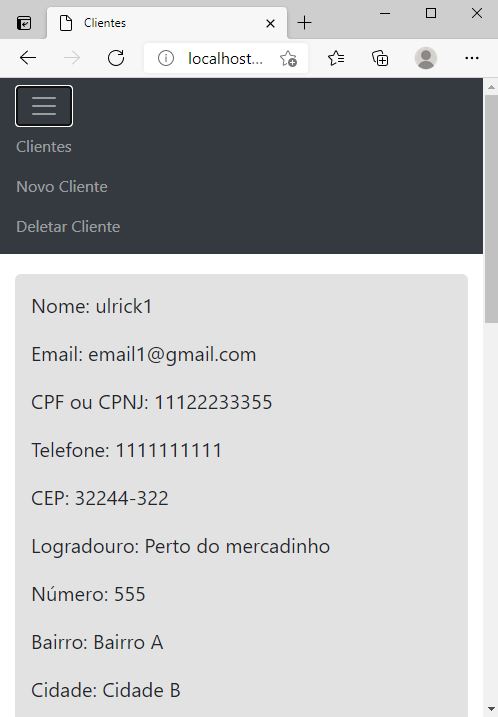 Clientes
localhost...
Clientes
Novo Cliente
Deletar Cliente
Nome: ulrick1
Email: email1@gmail.com
CPF ou CPNJ: 11122233355
Telefone: 1111111111
CEP: 32244-322
Logradouro: Perto do mercadinho
Número: 555
Bairro: Bairro A
Cidade: Cidade B